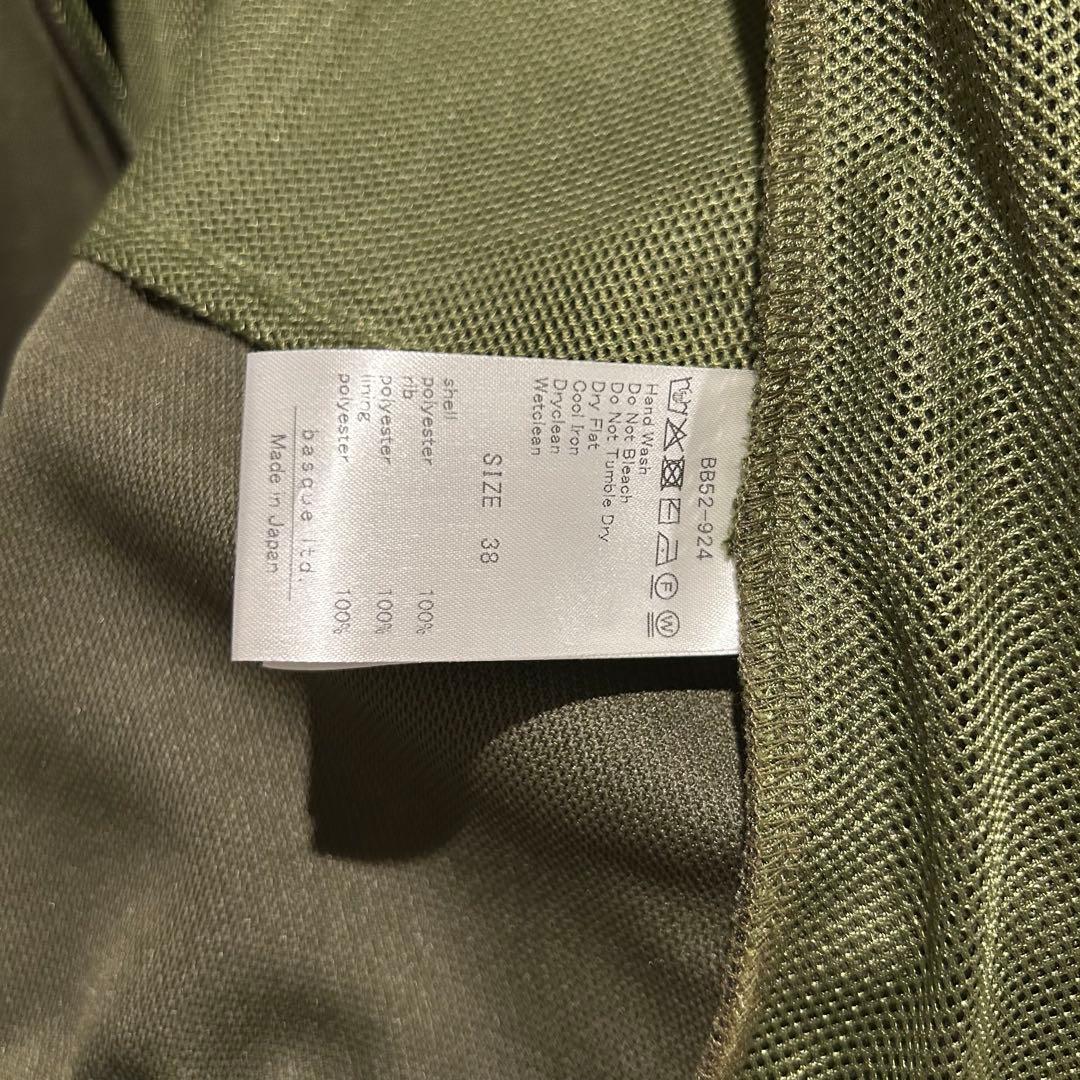 BB52-924
F W
Hand Wash
Do Not Bleach
Do Not Tumble Dry
Dry Flat
Cool Iron
Dryclean
Wetclean
SIZE 38
shell
polyester 100%
rib
polyester 100%
lining
polyester 100%
basque ltd.
Made in Japan